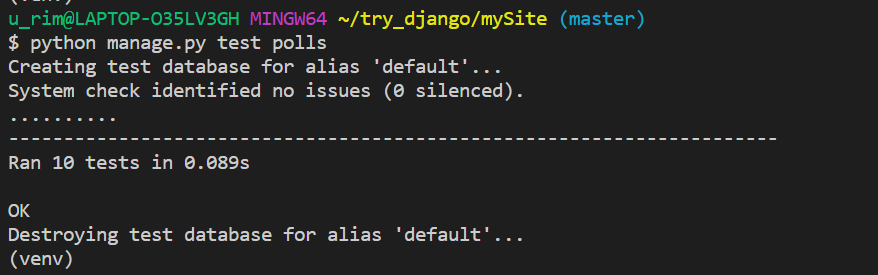 (venv)
u_rim@LAPTOP-O35LV3GH MINGW64 ~/try_django/mySite (master)
$ python manage.py test polls
Creating test database for alias 'default'...
System check identified no issues (0 silenced).
..........
----------------------------------------------------------------------
Ran 10 tests in 0.089s
OK
Destroying test database for alias 'default'...
(venv)